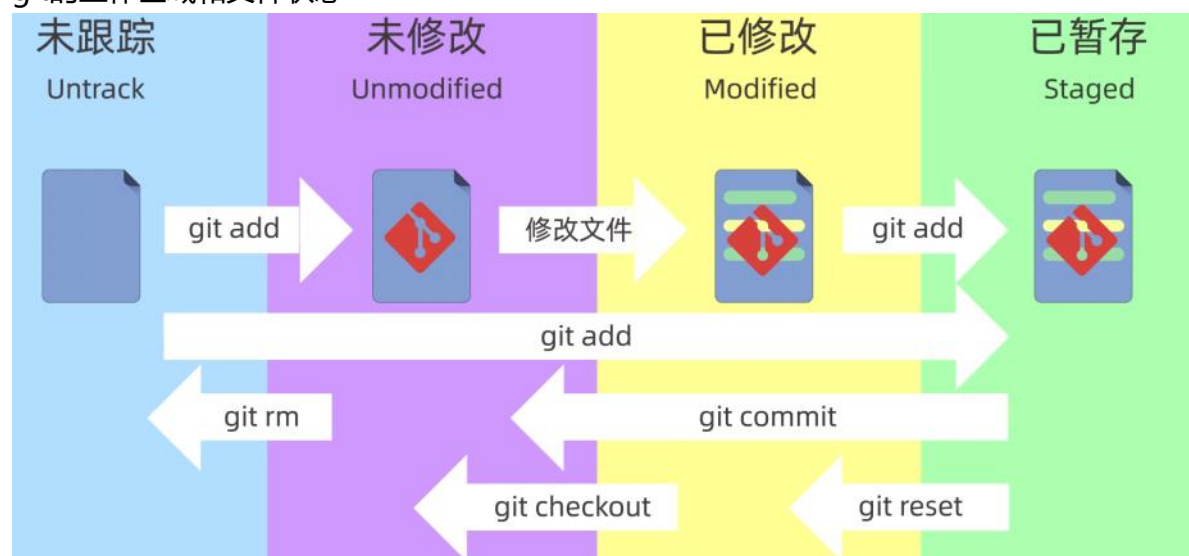 未跟踪 未修改 已修改 已暂存
Untrack Unmodified Modified Staged
git add 修改文件 git add
git add
git rm git commit
git checkout git reset